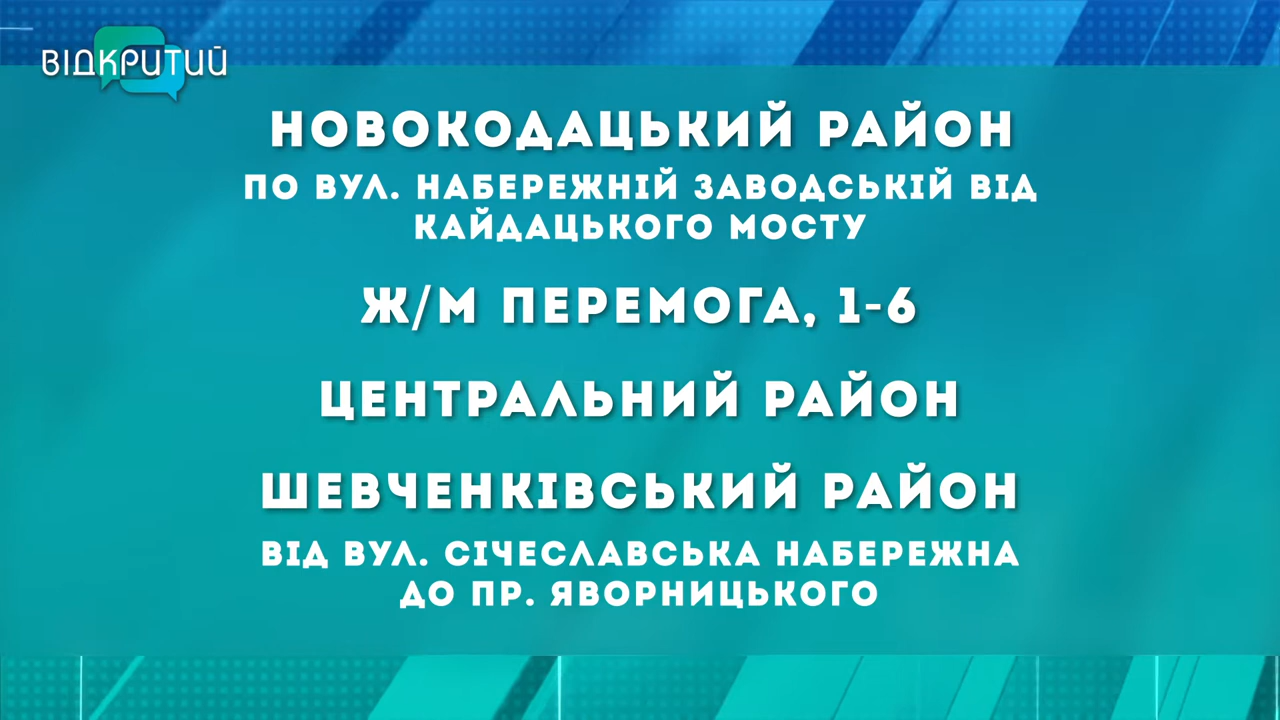 ВІДКРИТИЙ
НОВОКОДАЦЬКИЙ РАЙОН
ПО ВУЛ. НАБЕРЕЖНІЙ ЗАВОДСЬКІЙ ВІД
КАЙДАЦЬКОГО МОСТУ
Ж/М ПЕРЕМОГА, 1-6
ЦЕНТРАЛЬНИЙ РАЙОН
ШЕВЧЕНКІВСЬКИЙ РАЙОН
ВІД ВУЛ. СІЧЕСЛАВСЬКА НАБЕРЕЖНА
ДО ПР. ЯВОРНИЦЬКОГО